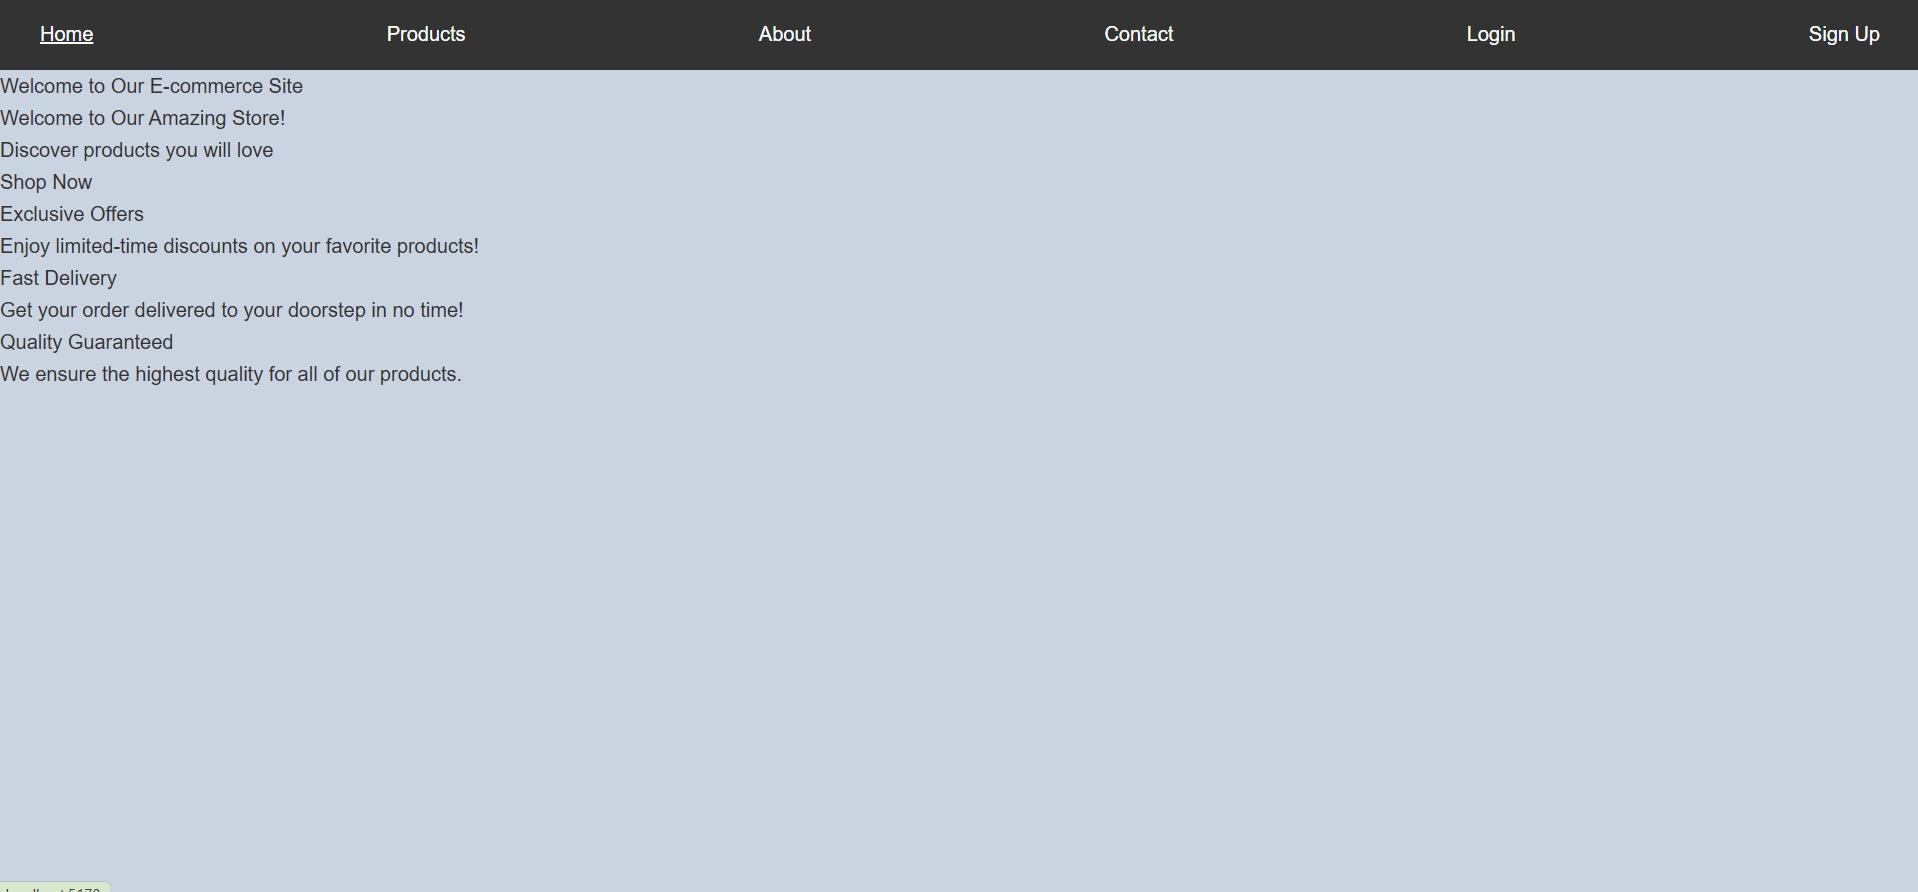 Home Products About Contact Login Sign Up
Welcome to Our E-commerce Site
Welcome to Our Amazing Store!
Discover products you will love
Shop Now
Exclusive Offers
Enjoy limited-time discounts on your favorite products!
Fast Delivery
Get your order delivered to your doorstep in no time!
Quality Guaranteed
We ensure the highest quality for all of our products.